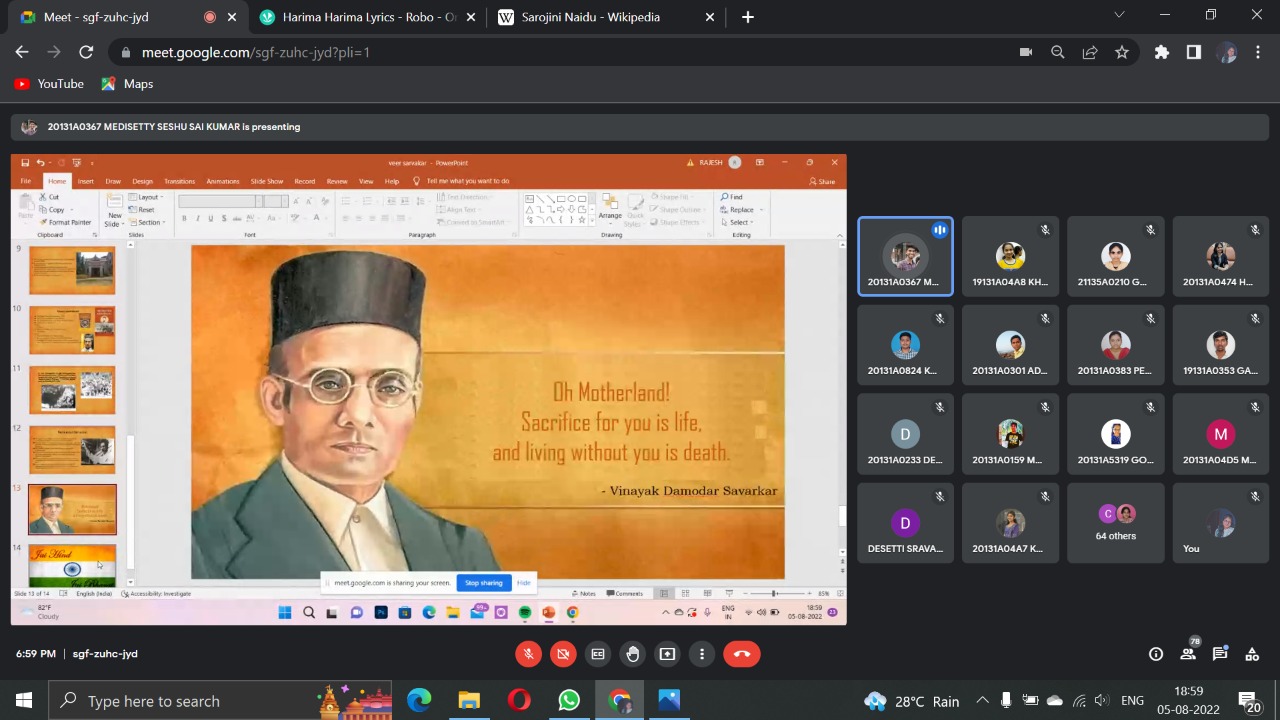 Meet - sgf-zuhc-jyd
Harima Harima Lyrics - Robo - O
Sarojini Naidu - Wikipedia
meet.google.com/sgf-zuhc-jyd?pli=1
YouTube
Maps
20131A0367 MEDISETTY SESHU SAI KUMAR is presenting
veer sarvakar - PowerPoint
RAJESH
File Home Insert Draw Design Transitions Animations Slide Show Record Review View Help Tell me what you want to do
Share
Paste
Cut
Copy
Format Painter
Clipboard
New Slide
Layout
Reset
Section
Slides
Font
Text Direction
Align Text
Convert to SmartArt
Paragraph
Arrange
Quick Styles
Shape Fill
Shape Outline
Shape Effects
Drawing
Find
Replace
Select
Editing
9
10
11
12
13
14
Jai Hind
Oh Motherland!
Sacrifice for you is life,
and living without you is death.
- Vinayak Damodar Savarkar
meet.google.com is sharing your screen.
Stop sharing
Hide
Slide 13 of 14
English (India)
Accessibility: Investigate
Notes
Comments
85%
82°F
Cloudy
99+
ENG
IN
18:59
05-08-2022
20131A0367 M...
19131A04A8 KH...
21135A0210 G...
20131A0474 H...
20131A0824 K...
20131A0301 AD...
20131A0383 PE...
19131A0353 GA...
D
20131A0233 DE...
20131A0159 M...
20131A5319 GO...
M
20131A04D5 M...
D
DESETTI SURYA v...
20131A04A7 K...
C
64 others
You
6:59 PM | sgf-zuhc-jyd
78
Type here to search
28°C Rain
ENG
18:59
05-08-2022
20